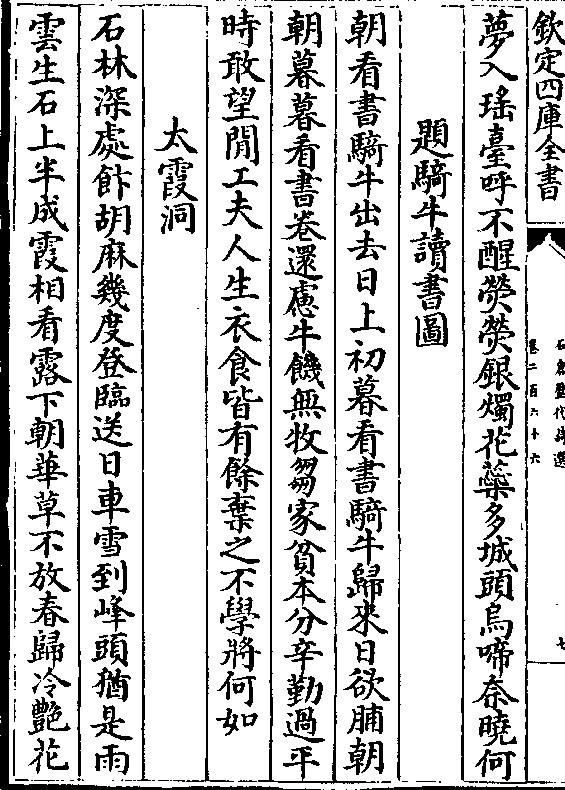 欽定四庫全書
石倉歷代詩選
卷二百六十六
七
夢入瑤臺呼不醒熒熒銀燭花蘂多城頭烏啼奈曉何
題騎牛讀書圖
朝看書騎牛出去日上初暮看書騎牛歸來日欲脯朝
朝暮暮看書卷還慮牛饑無牧芻家貧本分辛勤過平
時敢望閒工夫人生衣食皆有餘棄之不學將何如
太霞洞
石林深處飰胡麻幾度登臨送日車雪到峰頭猶是雨
雲生石上半成霞相看露下朝華草不放春歸冷艷花